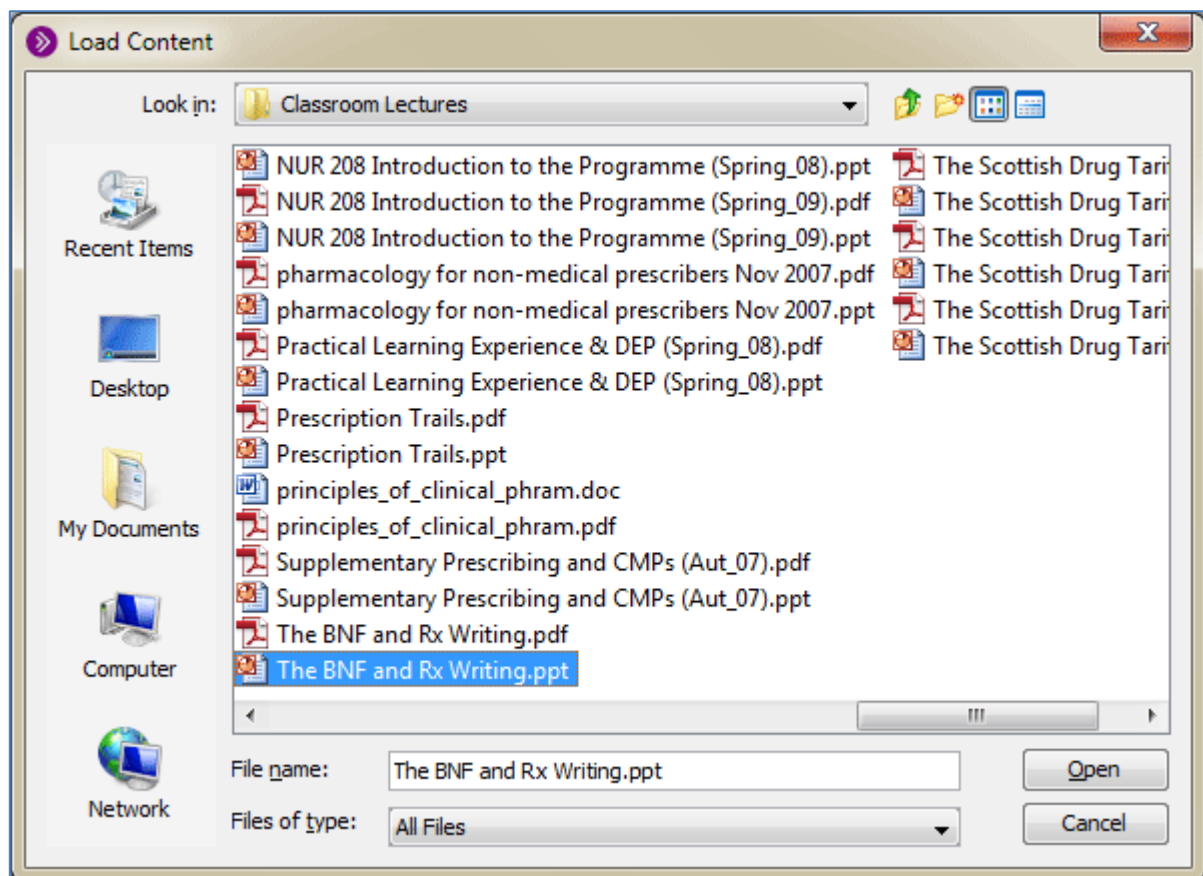 Load Content
Look in:
Classroom Lectures
Recent Items
Desktop
My Documents
Computer
Network
NUR 208 Introduction to the Programme (Spring_08).ppt
NUR 208 Introduction to the Programme (Spring_09).pdf
NUR 208 Introduction to the Programme (Spring_09).ppt
pharmacology for non-medical prescribers Nov 2007.pdf
pharmacology for non-medical prescribers Nov 2007.ppt
Practical Learning Experience & DEP (Spring_08).pdf
Practical Learning Experience & DEP (Spring_08).ppt
Prescription Trails.pdf
Prescription Trails.ppt
principles_of_clinical_phram.doc
principles_of_clinical_phram.pdf
Supplementary Prescribing and CMPs (Aut_07).pdf
Supplementary Prescribing and CMPs (Aut_07).ppt
The BNF and Rx Writing.pdf
The BNF and Rx Writing.ppt
The Scottish Drug Tari
The Scottish Drug Tari
The Scottish Drug Tari
The Scottish Drug Tari
The Scottish Drug Tari
The Scottish Drug Tari
File name:
The BNF and Rx Writing.ppt
Open
Files of type:
All Files
Cancel